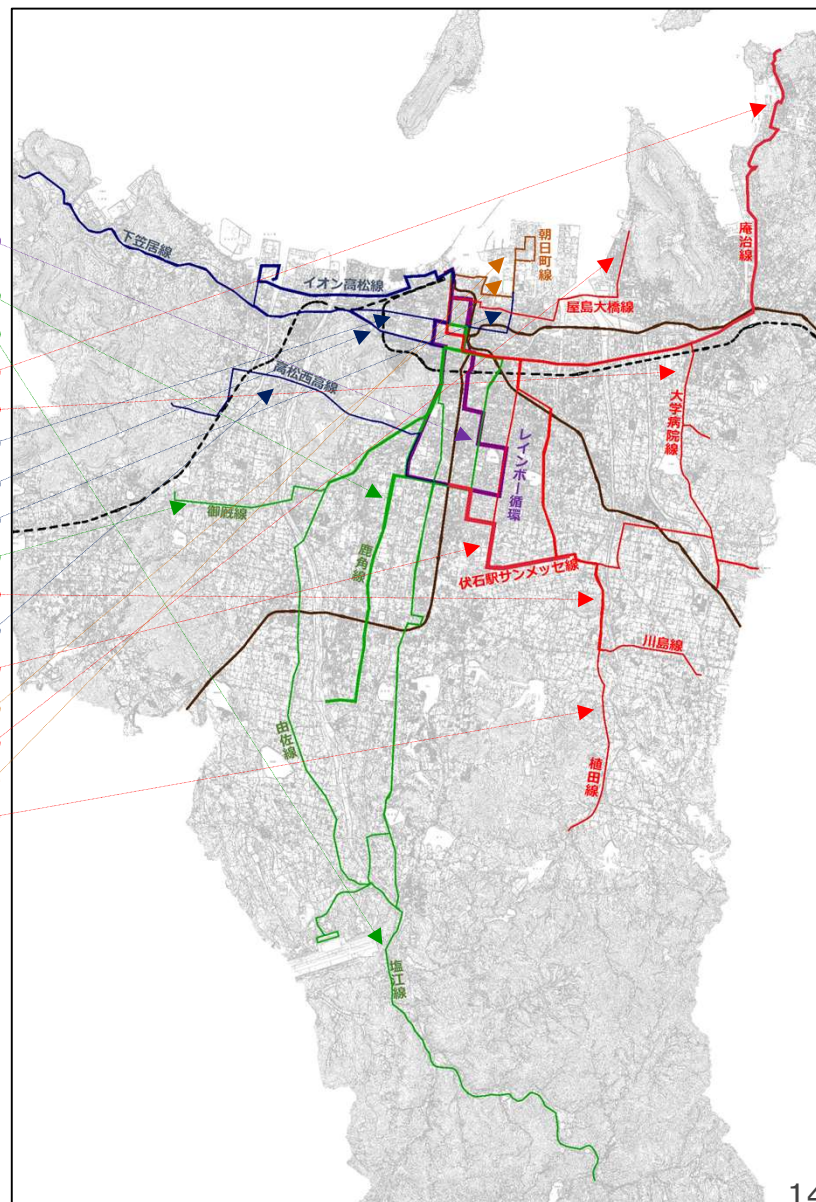 庵治線
下笠居線
朝日町線
イオン高松線
屋島大橋線
高松西高線
大学病院線
レインボー循環
御厩線
鹿角線
伏石駅サンメッセ線
川島線
由佐線
植田線
塩江線
14